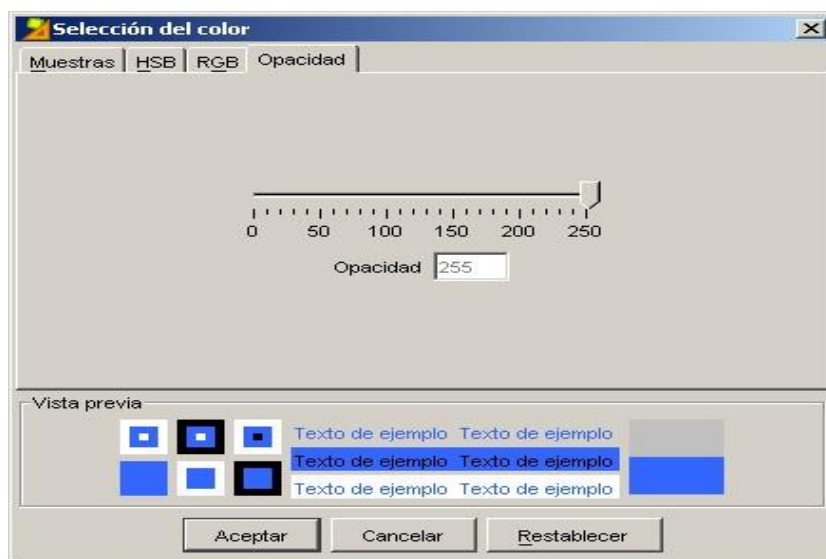 Selección del color
Muestras HSB RGB Opacidad
0 50 100 150 200 250
Opacidad 255
Vista previa
Texto de ejemplo Texto de ejemplo
Texto de ejemplo Texto de ejemplo
Texto de ejemplo Texto de ejemplo
Aceptar Cancelar Restablecer